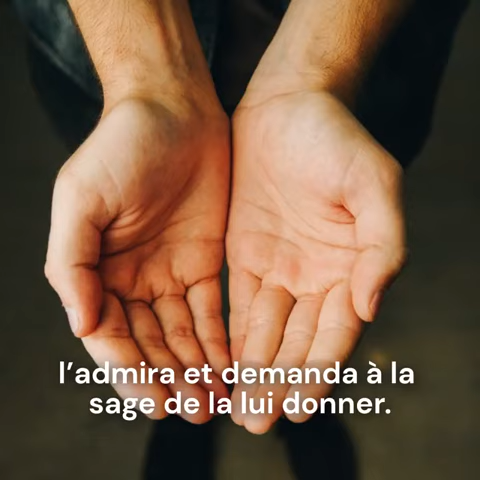 l’admira et demanda à la
sage de la lui donner.